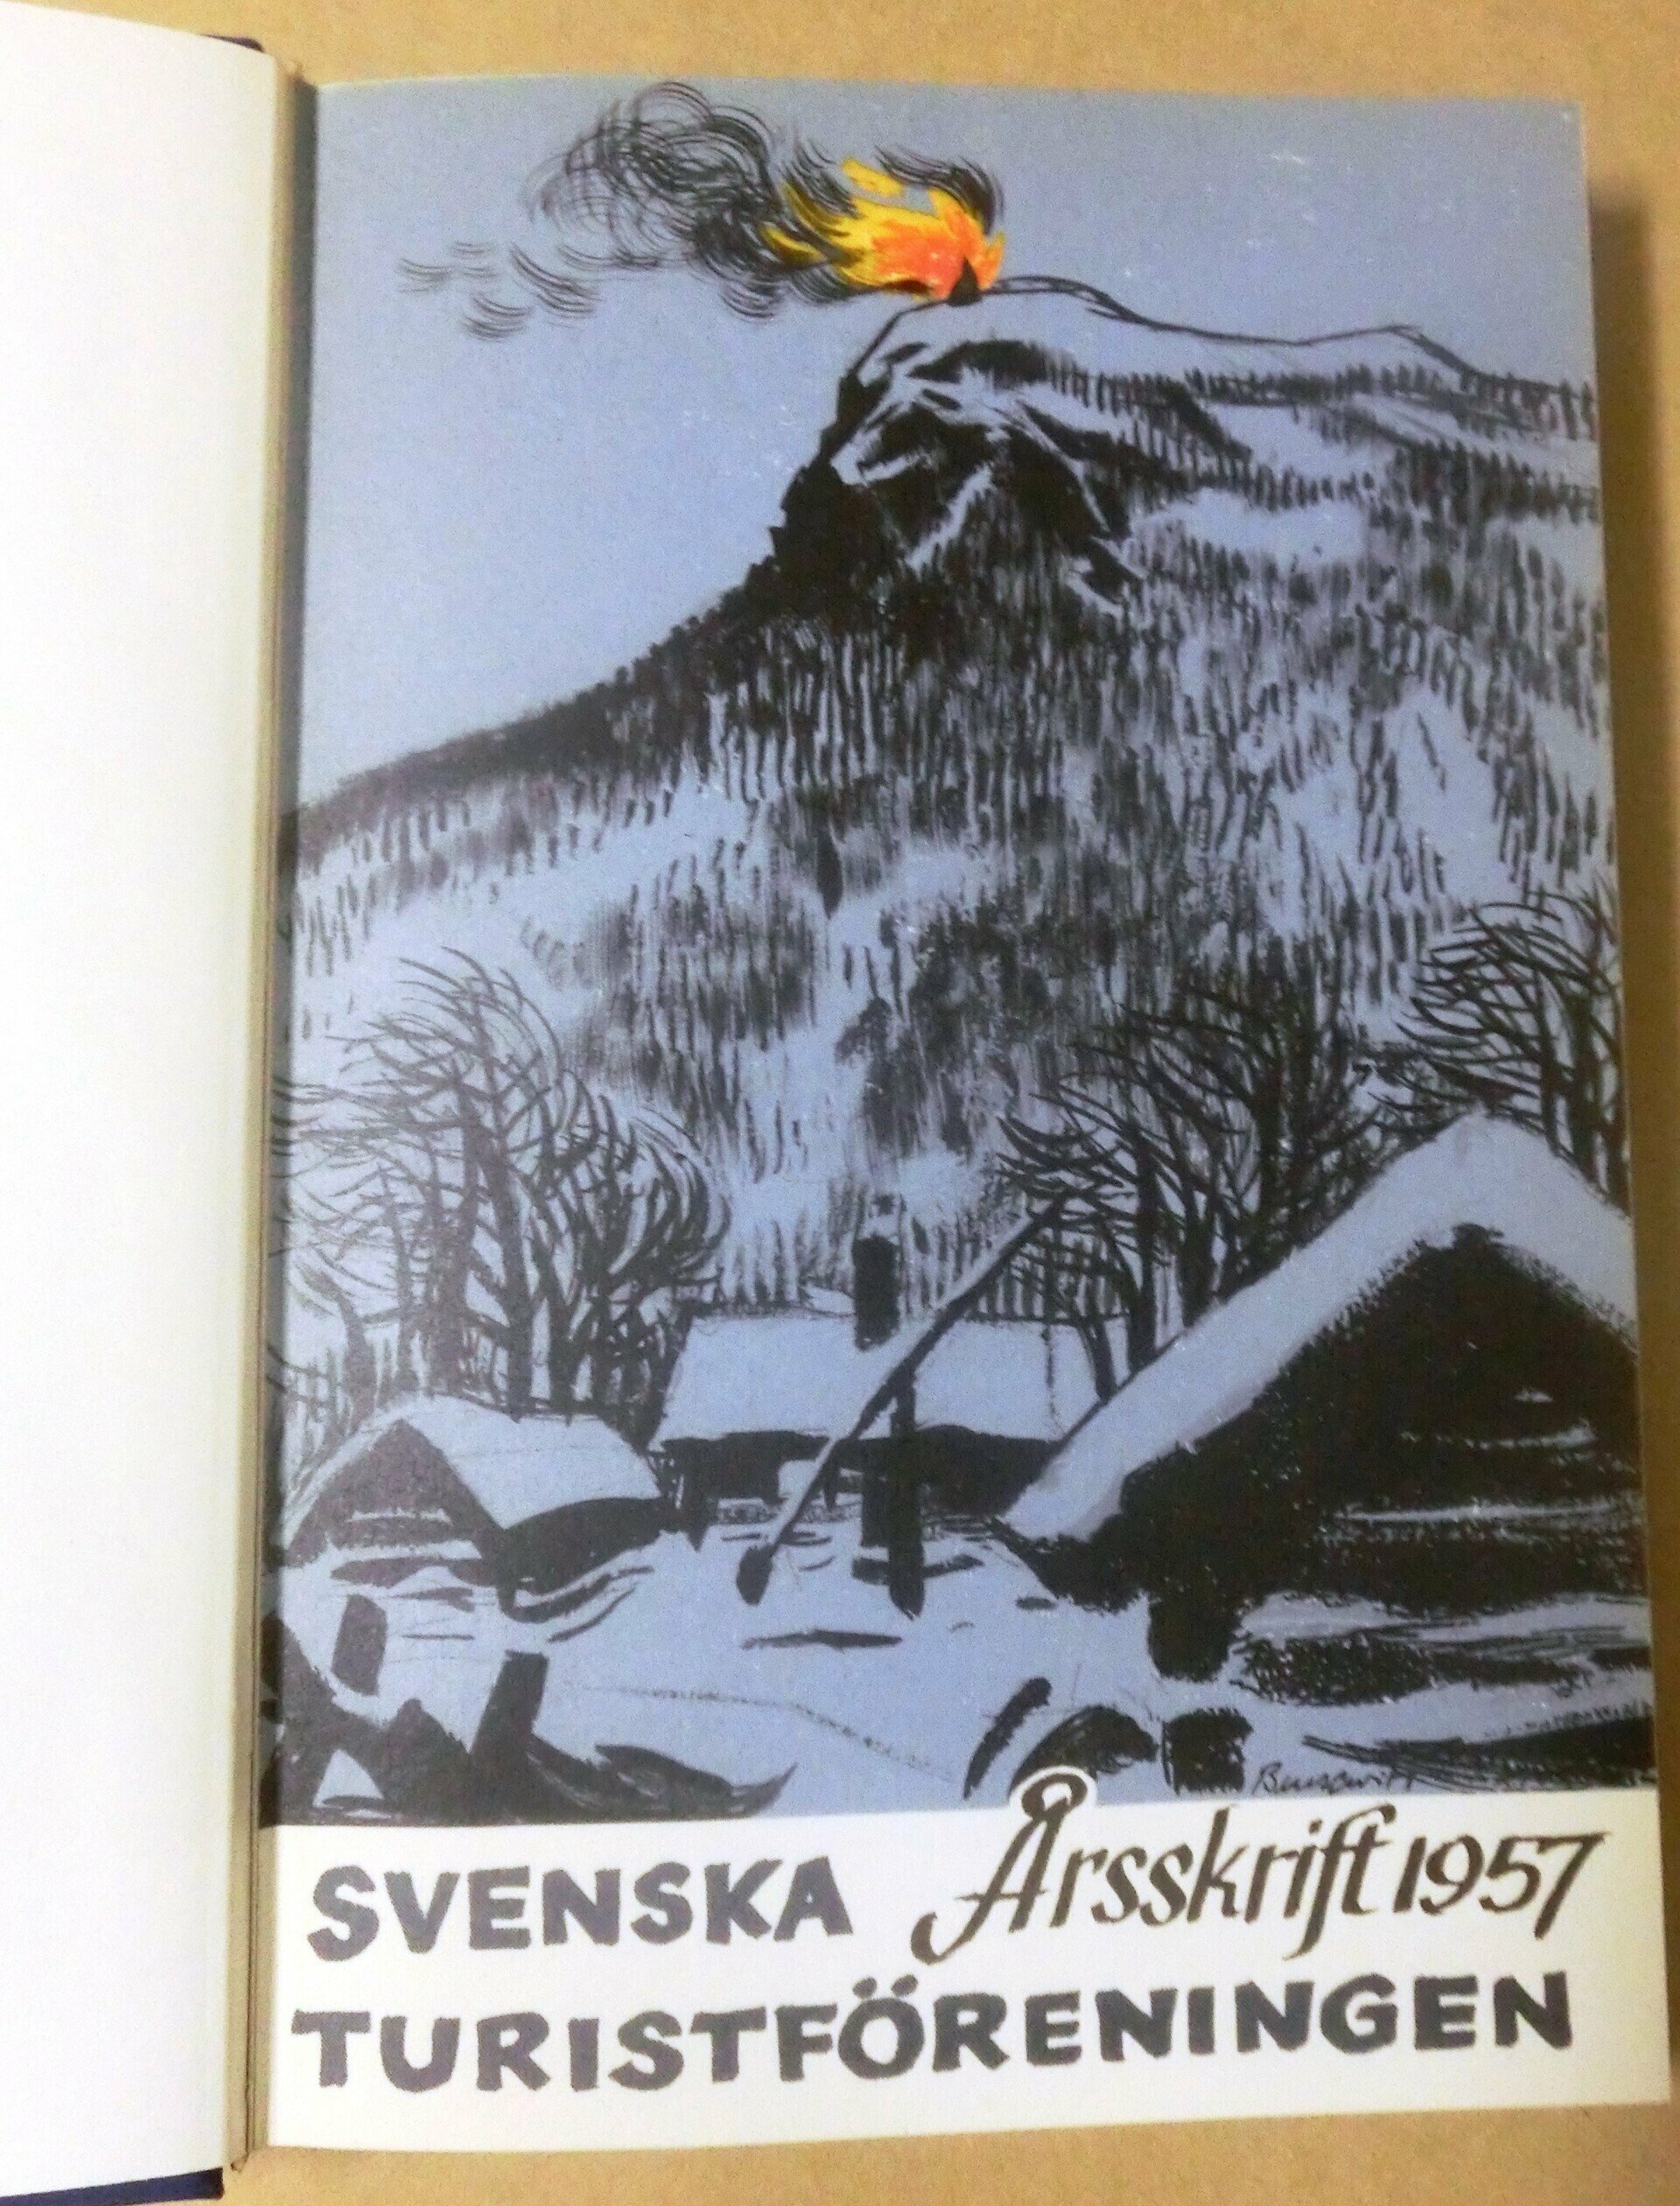 SVENSKA Årsskrift 1957
TURISTFÖRENINGEN